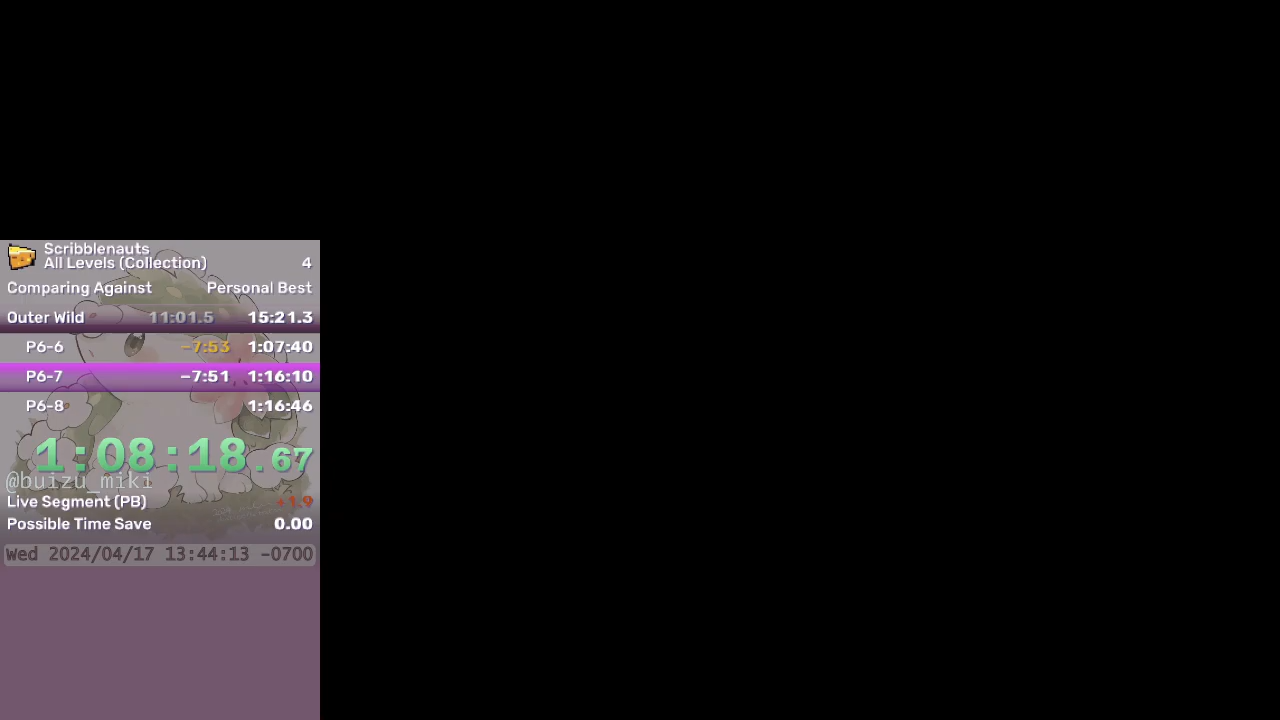 Scribblenauts
All Levels (Collection) 4
Comparing Against Personal Best
Outer Wild 11:01.5 15:21.3
P6-6 −7:53 1:07:40
P6-7 −7:51 1:16:10
P6-8 1:16:46
1:08:18.67
@buizu_miki
Live Segment (PB) +1.9
Possible Time Save 0.00
Wed 2024/04/17 13:44:13 -0700